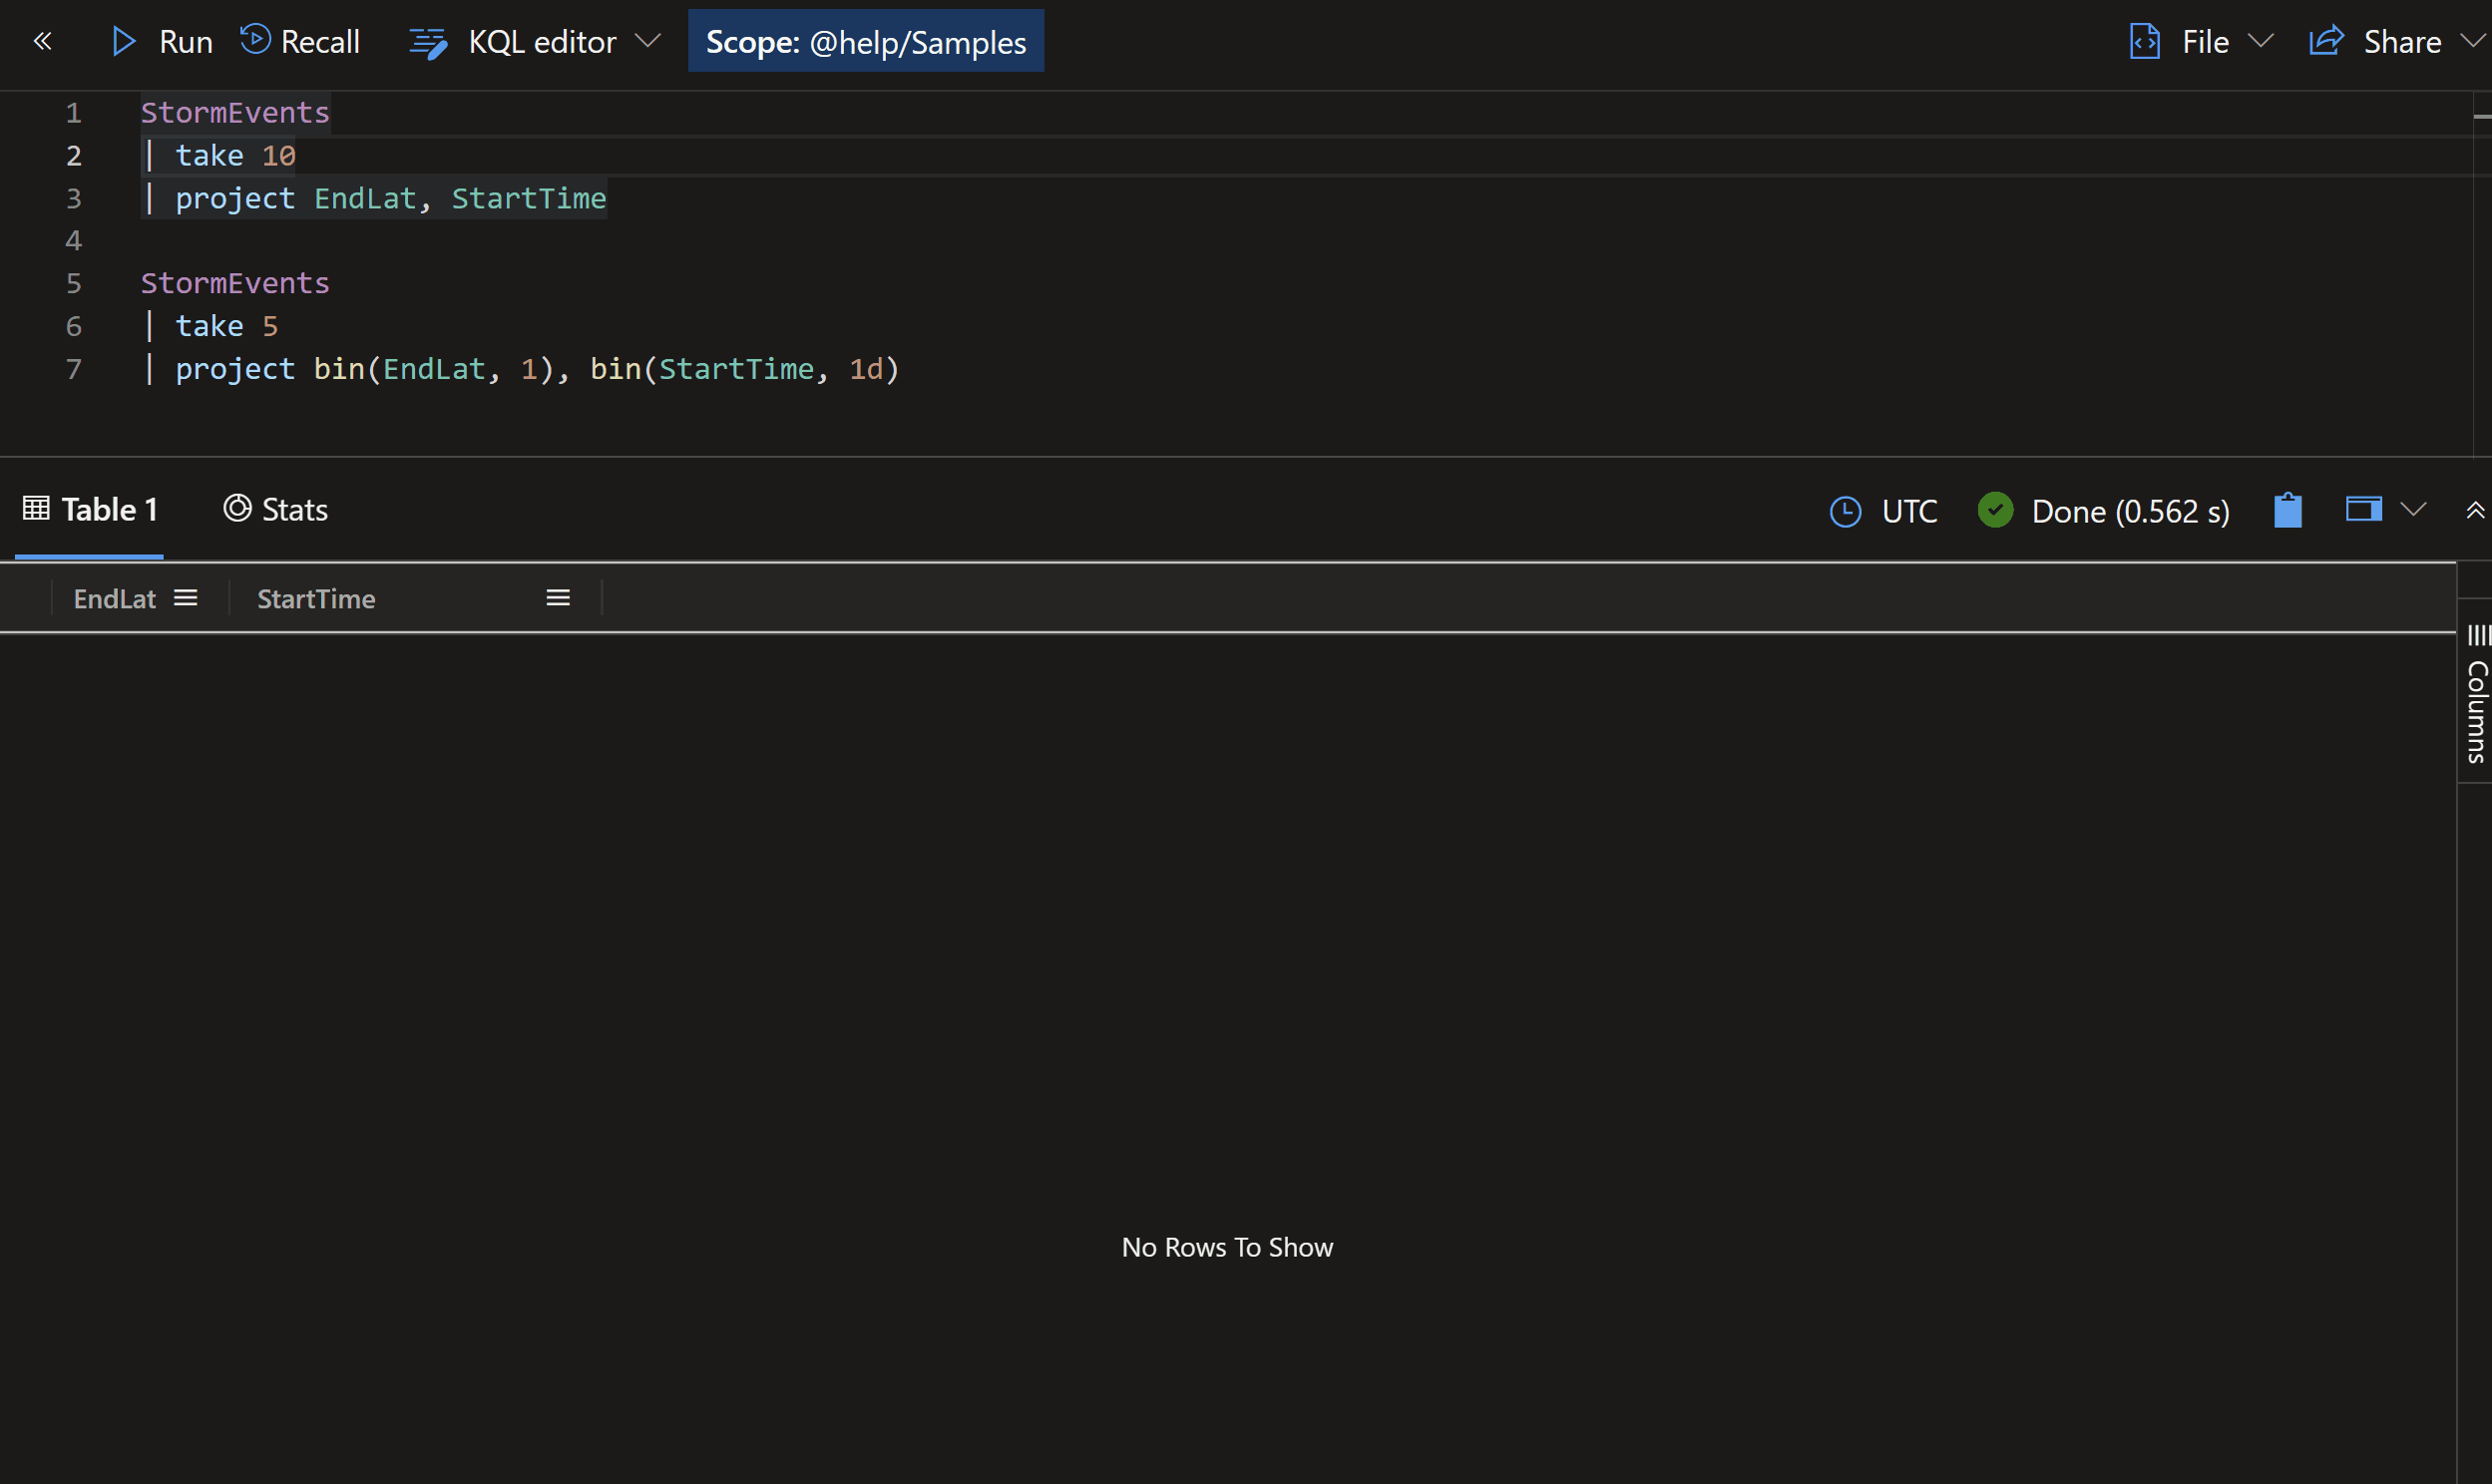 Run Recall KQL editor Scope: @help/Samples File Share
1 StormEvents
2 | take 10
3 | project EndLat, StartTime
4
5 StormEvents
6 | take 5
7 | project bin(EndLat, 1), bin(StartTime, 1d)
Table 1 Stats UTC Done (0.562 s)
EndLat StartTime
Columns
No Rows To Show